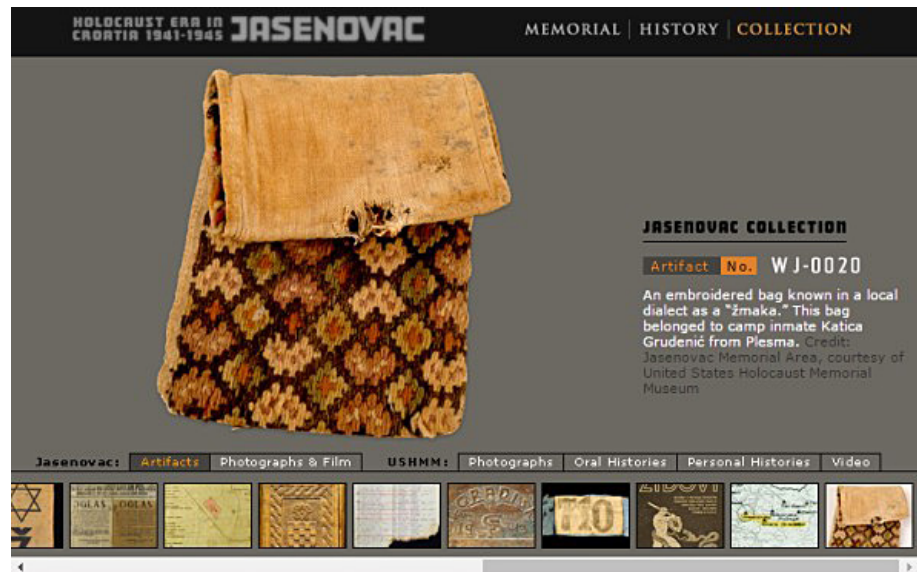 HOLOCAUST ERA IN
CROATIA 1941-1945 JASENOVAC
MEMORIAL | HISTORY | COLLECTION
JASENOVAC COLLECTION
Artifact No. WJ-0020
An embroidered bag known in a local
dialect as a “žmaka.” This bag
belonged to camp inmate Katica
Grudenić from Plesma. Credit:
Jasenovac Memorial Area, courtesy of
United States Holocaust Memorial
Museum
Jasenovac: Artifacts Photographs & Film USHMM: Photographs Oral Histories Personal Histories Video
OGLAS OGLAS
710
ZIDOVI